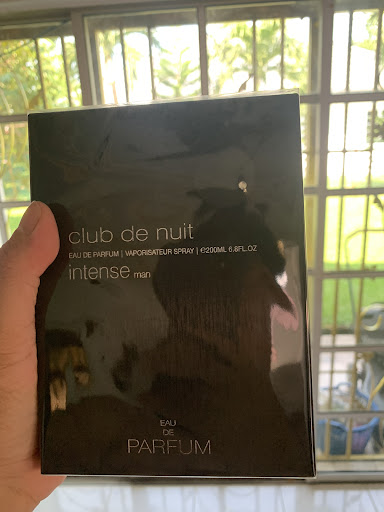 club de nuit
EAU DE PARFUM | VAPORISATEUR SPRAY | ℮200ML 6.8FL.OZ
intense man
EAU
DE
PARFUM